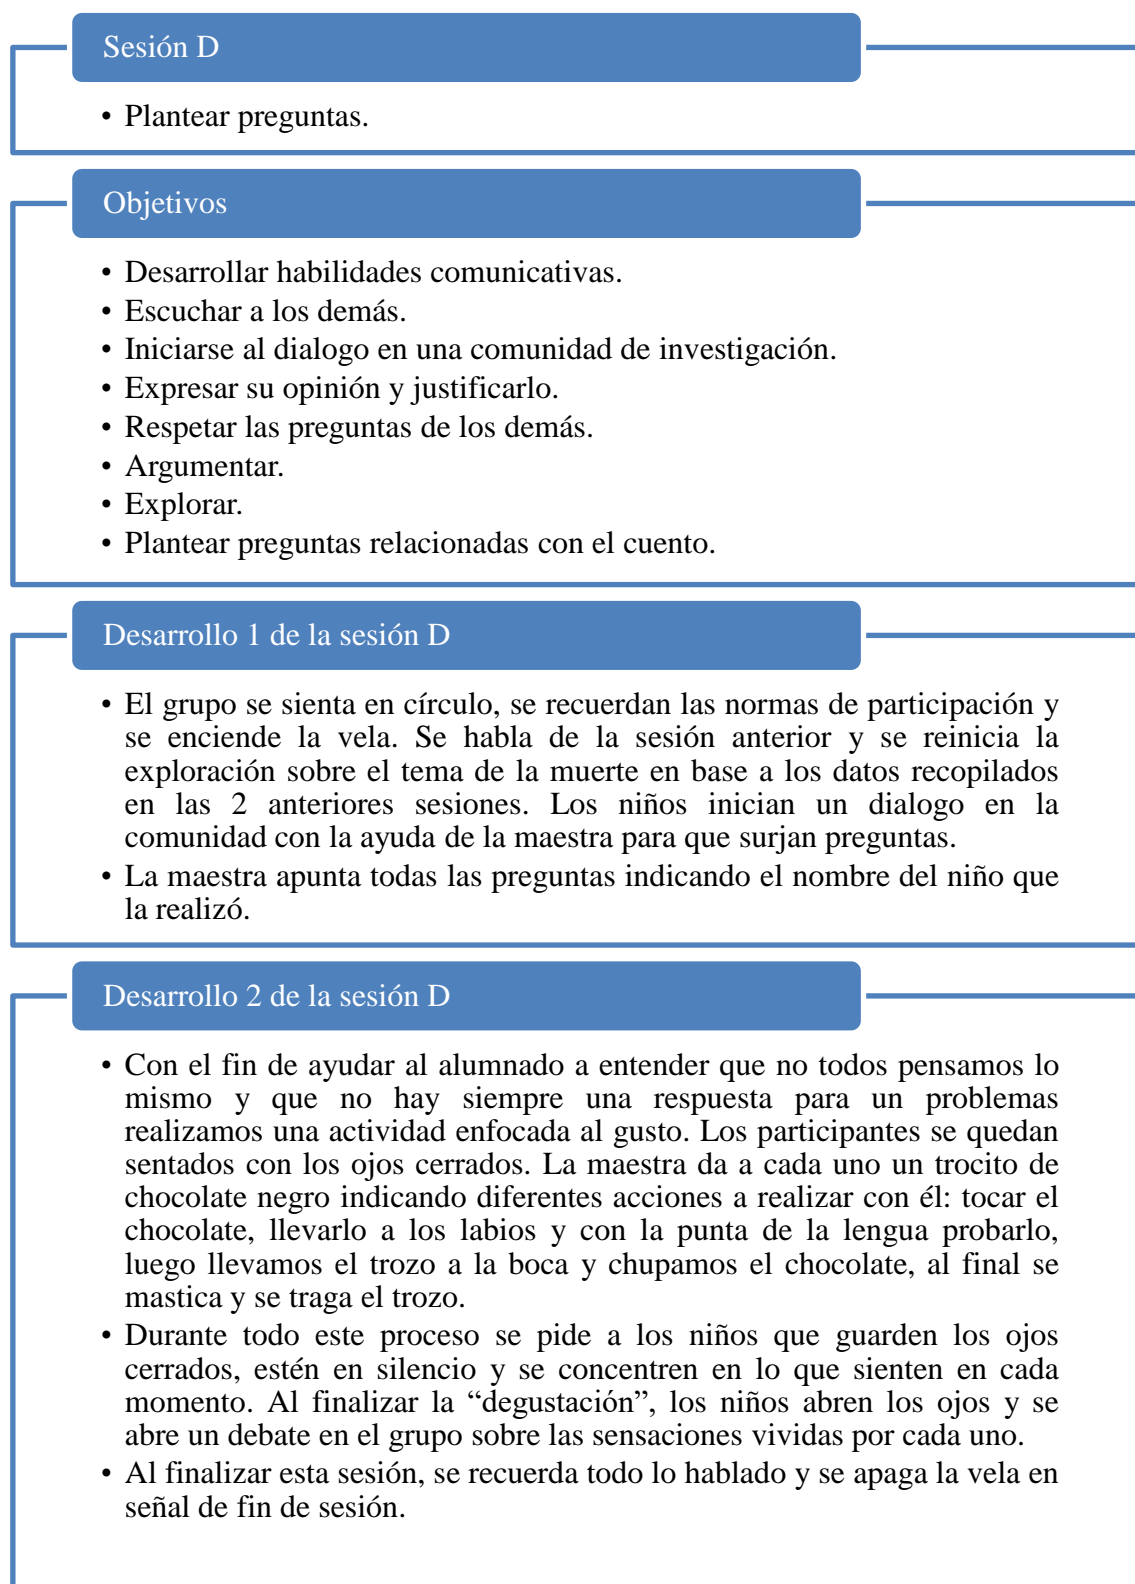 Sesión D
• Plantear preguntas.
Objetivos
• Desarrollar habilidades comunicativas.
• Escuchar a los demás.
• Iniciarse al dialogo en una comunidad de investigación.
• Expresar su opinión y justificarlo.
• Respetar las preguntas de los demás.
• Argumentar.
• Explorar.
• Plantear preguntas relacionadas con el cuento.
Desarrollo 1 de la sesión D
• El grupo se sienta en círculo, se recuerdan las normas de participación y
se enciende la vela. Se habla de la sesión anterior y se reinicia la
exploración sobre el tema de la muerte en base a los datos recopilados
en las 2 anteriores sesiones. Los niños inician un dialogo en la
comunidad con la ayuda de la maestra para que surjan preguntas.
• La maestra apunta todas las preguntas indicando el nombre del niño que
la realizó.
Desarrollo 2 de la sesión D
• Con el fin de ayudar al alumnado a entender que no todos pensamos lo
mismo y que no hay siempre una respuesta para un problemas
realizamos una actividad enfocada al gusto. Los participantes se quedan
sentados con los ojos cerrados. La maestra da a cada uno un trocito de
chocolate negro indicando diferentes acciones a realizar con él: tocar el
chocolate, llevarlo a los labios y con la punta de la lengua probarlo,
luego llevamos el trozo a la boca y chupamos el chocolate, al final se
mastica y se traga el trozo.
• Durante todo este proceso se pide a los niños que guarden los ojos
cerrados, estén en silencio y se concentren en lo que sienten en cada
momento. Al finalizar la “degustación”, los niños abren los ojos y se
abre un debate en el grupo sobre las sensaciones vividas por cada uno.
• Al finalizar esta sesión, se recuerda todo lo hablado y se apaga la vela en
señal de fin de sesión.